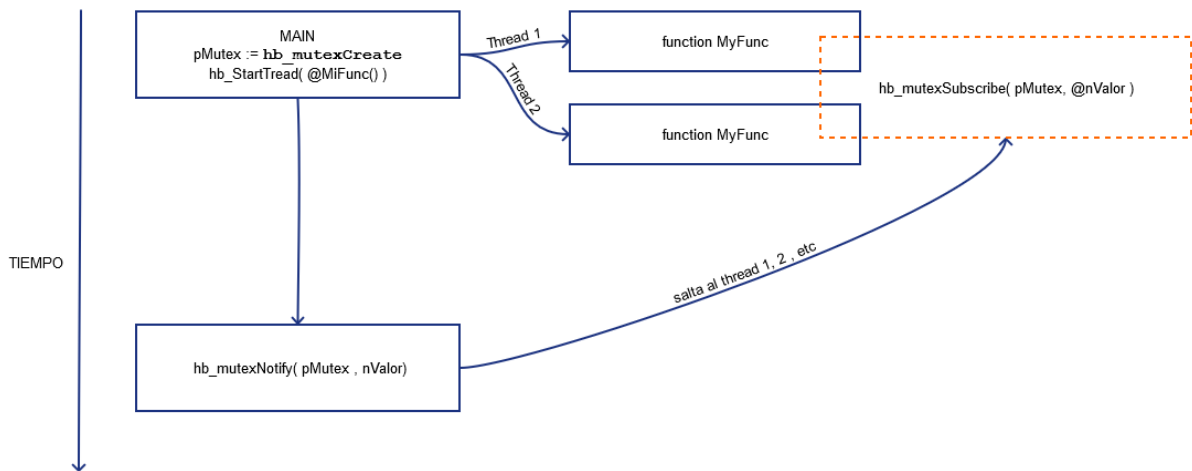 MAIN
pMutex := hb_mutexCreate
hb_StartTread( @MiFunc() )
Thread 1
Thread 2
function MyFunc
function MyFunc
hb_mutexSubscribe( pMutex, @nValor )
TIEMPO
salta al thread 1, 2 , etc
hb_mutexNotify( pMutex , nValor)